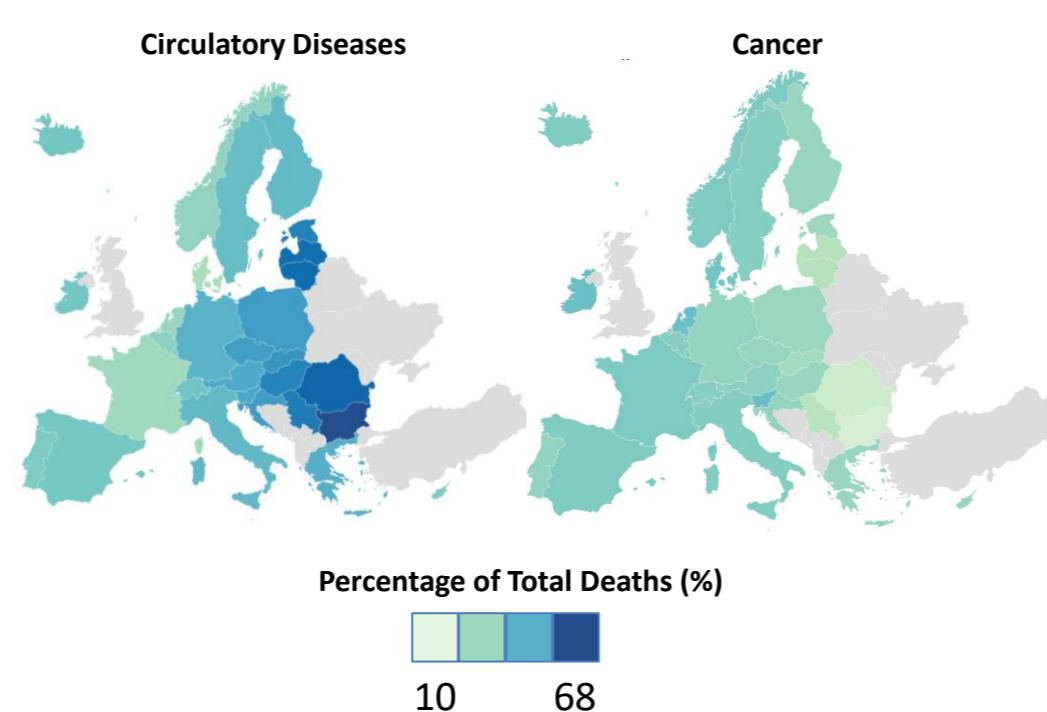 Circulatory Diseases
Cancer
Percentage of Total Deaths (%)
10
68